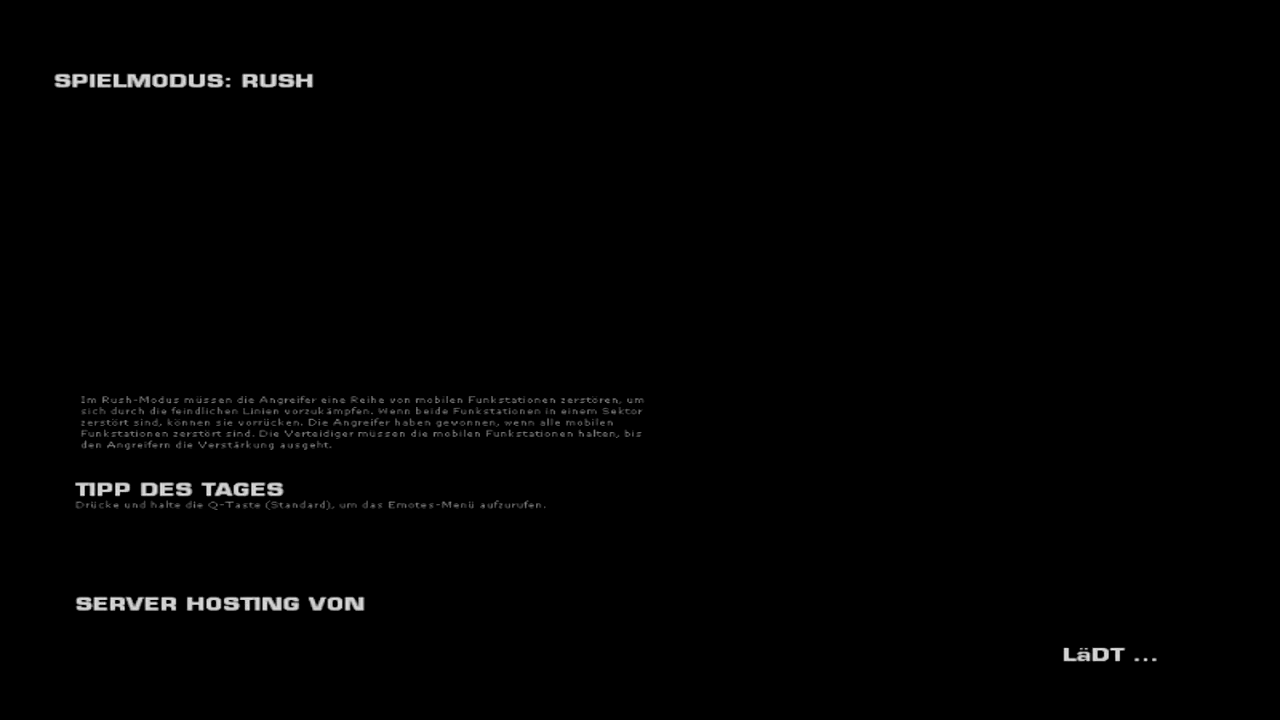 SPIELMODUS: RUSH
Im Rush-Modus müssen die Angreifer eine Reihe von mobilen Funkstationen zerstören, um
sich durch die feindlichen Linien vorzukämpfen. Wenn beide Funkstationen in einem Sektor
zerstört sind, können sie vorrücken. Die Angreifer haben gewonnen, wenn alle mobilen
Funkstationen zerstört sind. Die Verteidiger müssen die mobilen Funkstationen halten, bis
den Angreifern die Verstärkung ausgeht.
TIPP DES TAGES
Drücke und halte die Q-Taste (Standard), um das Emotes-Menü aufzurufen.
SERVER HOSTING VON
LäDT ...